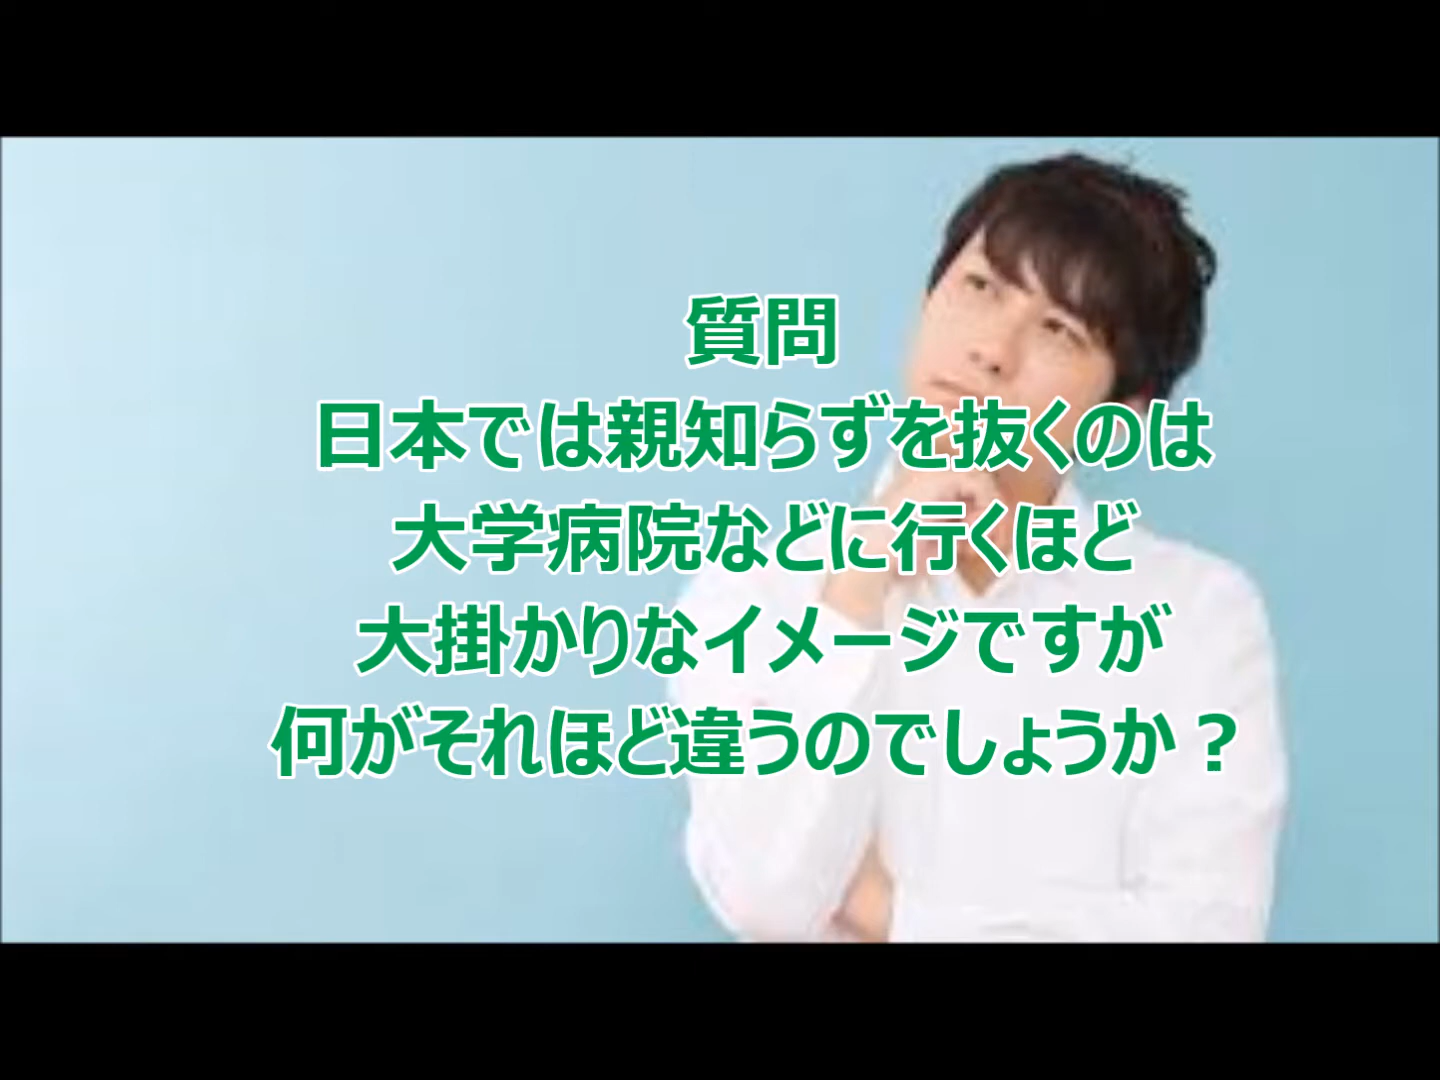 質問
日本では親知らずを抜くのは
大学病院などに行くほど
大掛かりなイメージですが
何がそれほど違うのでしょうか？